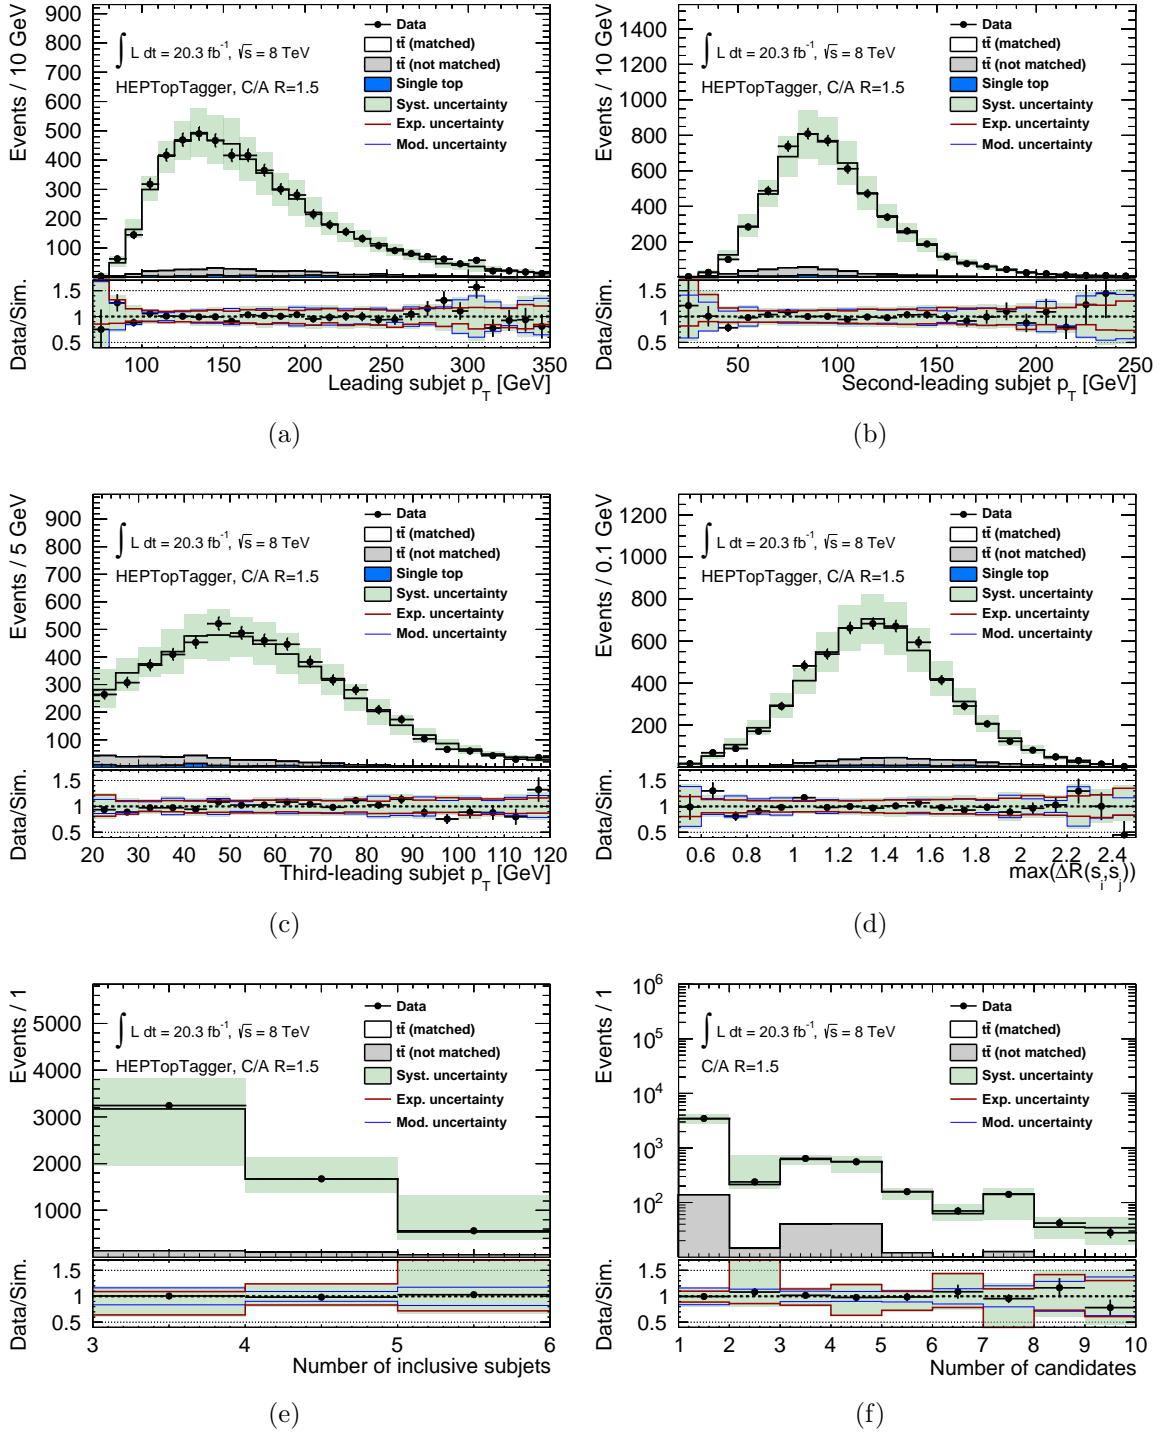 Events / 10 GeV
900
800
700
600
500
400
300
200
100
∫ L dt = 20.3 fb⁻¹, √s = 8 TeV
HEPTopTagger, C/A R=1.5
Data
tt̄ (matched)
tt̄ (not matched)
Single top
Syst. uncertainty
Exp. uncertainty
Mod. uncertainty
Data/Sim.
1.5
1
0.5
100 150 200 250 300 350
Leading subjet p_T [GeV]
(a)
Events / 10 GeV
1400
1200
1000
800
600
400
200
∫ L dt = 20.3 fb⁻¹, √s = 8 TeV
HEPTopTagger, C/A R=1.5
Data
tt̄ (matched)
tt̄ (not matched)
Single top
Syst. uncertainty
Exp. uncertainty
Mod. uncertainty
Data/Sim.
1.5
1
0.5
50 100 150 200 250
Second-leading subjet p_T [GeV]
(b)
Events / 5 GeV
900
800
700
600
500
400
300
200
100
∫ L dt = 20.3 fb⁻¹, √s = 8 TeV
HEPTopTagger, C/A R=1.5
Data
tt̄ (matched)
tt̄ (not matched)
Single top
Syst. uncertainty
Exp. uncertainty
Mod. uncertainty
Data/Sim.
1.5
1
0.5
20 30 40 50 60 70 80 90 100 110 120
Third-leading subjet p_T [GeV]
(c)
Events / 0.1 GeV
1200
1000
800
600
400
200
∫ L dt = 20.3 fb⁻¹, √s = 8 TeV
HEPTopTagger, C/A R=1.5
Data
tt̄ (matched)
tt̄ (not matched)
Single top
Syst. uncertainty
Exp. uncertainty
Mod. uncertainty
Data/Sim.
1.5
1
0.5
0.6 0.8 1 1.2 1.4 1.6 1.8 2 2.2 2.4
max(ΔR(s_i,s_j))
(d)
Events / 1
5000
4000
3000
2000
1000
∫ L dt = 20.3 fb⁻¹, √s = 8 TeV
HEPTopTagger, C/A R=1.5
Data
tt̄ (matched)
tt̄ (not matched)
Syst. uncertainty
Exp. uncertainty
Mod. uncertainty
Data/Sim.
1.5
1
0.5
3 4 5 6
Number of inclusive subjets
(e)
Events / 1
10⁶
10⁵
10⁴
10³
10²
∫ L dt = 20.3 fb⁻¹, √s = 8 TeV
C/A R=1.5
Data
tt̄ (matched)
tt̄ (not matched)
Syst. uncertainty
Exp. uncertainty
Mod. uncertainty
Data/Sim.
1.5
1
0.5
1 2 3 4 5 6 7 8 9 10
Number of candidates
(f)